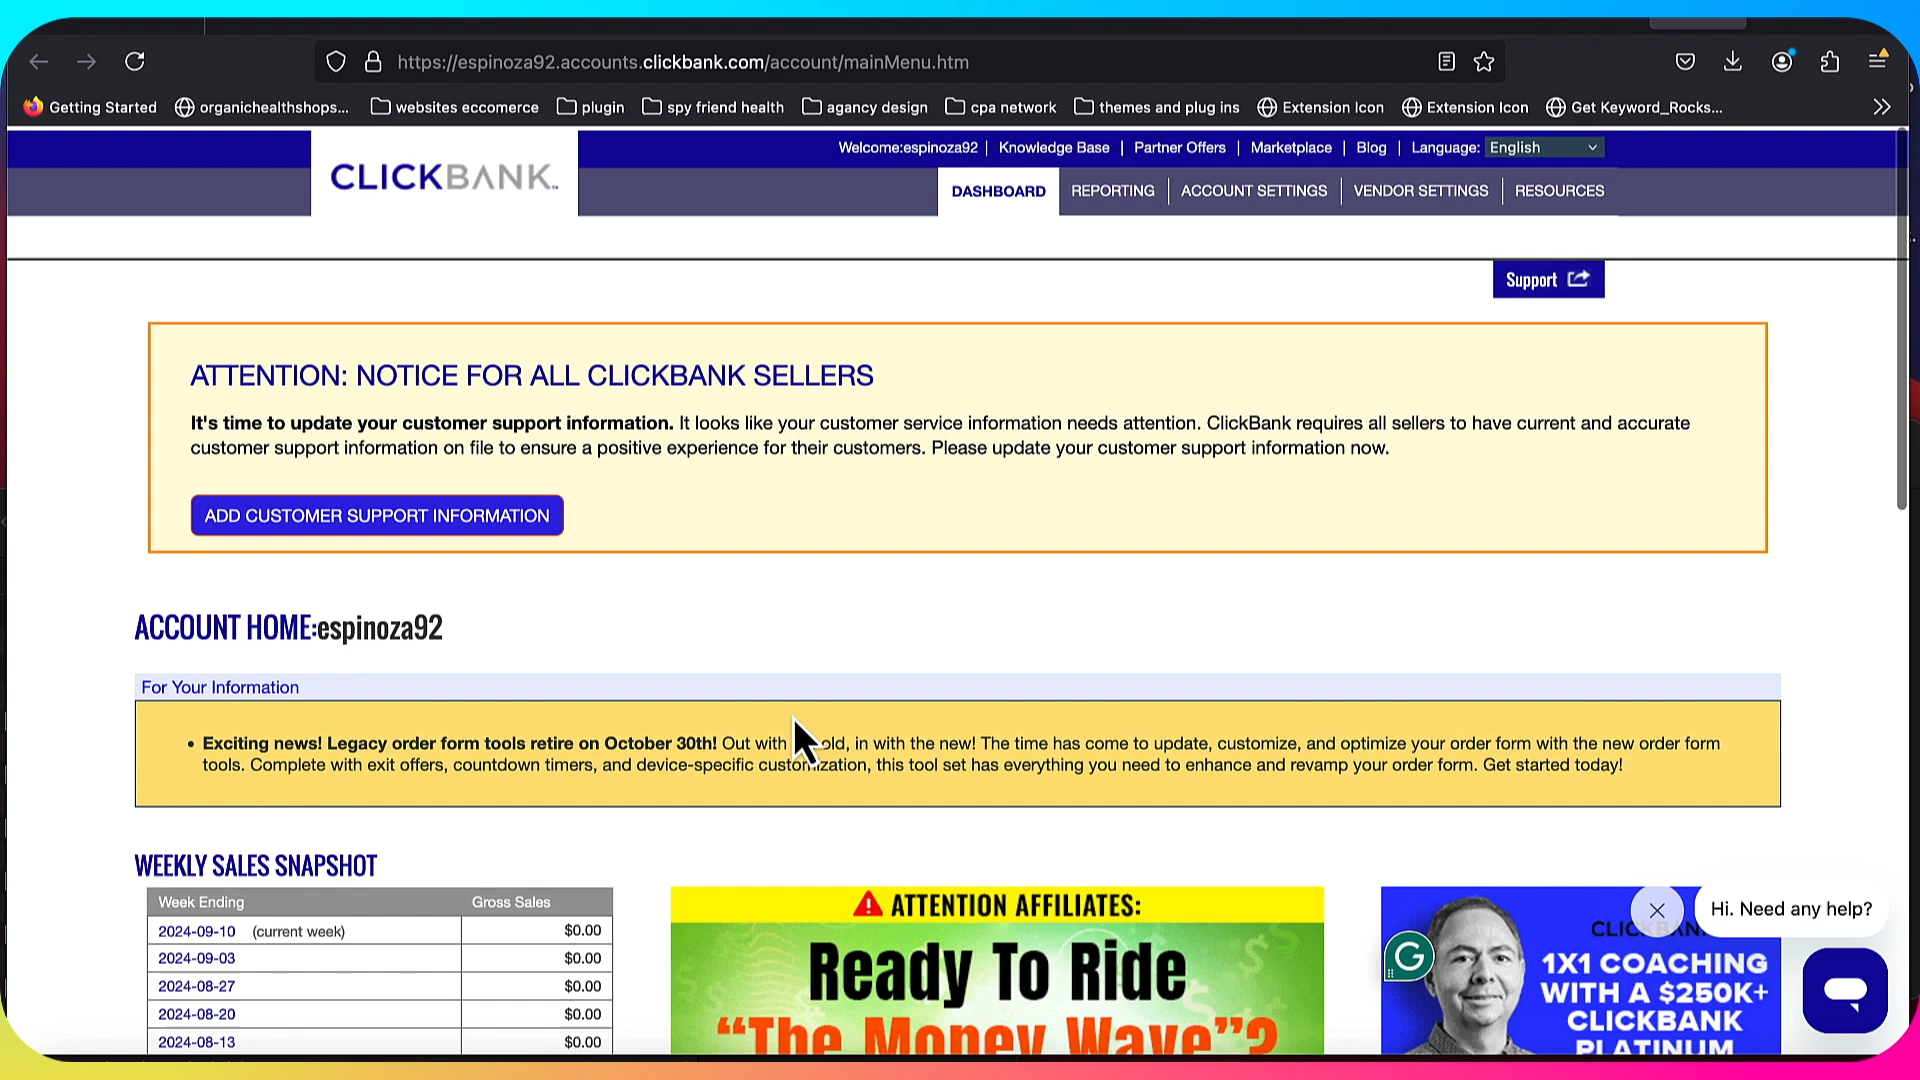 https://espinoza92.accounts.clickbank.com/account/mainMenu.htm
Getting Started organichealthshops... websites eccomerce plugin spy friend health agancy design cpa network themes and plug ins Extension Icon Extension Icon Get Keyword_Rocks...
Welcome:espinoza92 | Knowledge Base | Partner Offers | Marketplace | Blog | Language: English
CLICKBANK
DASHBOARD REPORTING ACCOUNT SETTINGS VENDOR SETTINGS RESOURCES
Support
ATTENTION: NOTICE FOR ALL CLICKBANK SELLERS
It's time to update your customer support information. It looks like your customer service information needs attention. ClickBank requires all sellers to have current and accurate
customer support information on file to ensure a positive experience for their customers. Please update your customer support information now.
ADD CUSTOMER SUPPORT INFORMATION
ACCOUNT HOME:espinoza92
For Your Information
• Exciting news! Legacy order form tools retire on October 30th! Out with old, in with the new! The time has come to update, customize, and optimize your order form with the new order form
tools. Complete with exit offers, countdown timers, and device-specific customization, this tool set has everything you need to enhance and revamp your order form. Get started today!
WEEKLY SALES SNAPSHOT
Week Ending Gross Sales
2024-09-10 (current week) $0.00
2024-09-03 $0.00
2024-08-27 $0.00
2024-08-20 $0.00
2024-08-13 $0.00
ATTENTION AFFILIATES:
Ready To Ride
"The Money Wave"?
Hi. Need any help?
1X1 COACHING
WITH A $250K+
CLICKBANK
PLATINUM